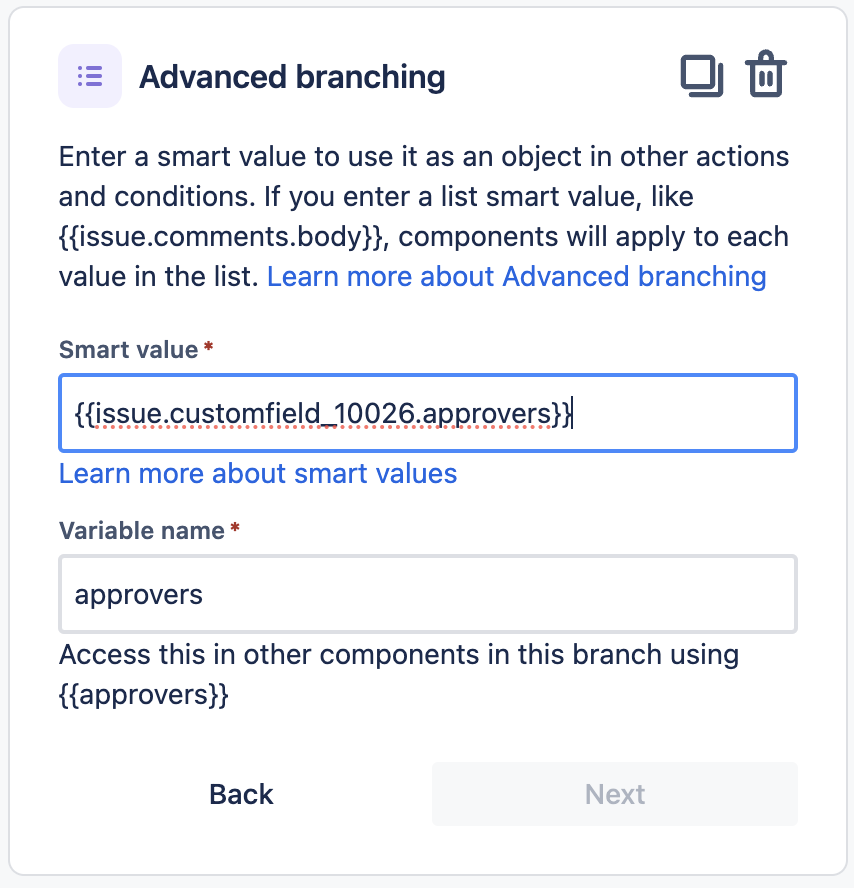 Advanced branching
Enter a smart value to use it as an object in other actions
and conditions. If you enter a list smart value, like
{{issue.comments.body}}, components will apply to each
value in the list. Learn more about Advanced branching
Smart value *
{{issue.customfield_10026.approvers}}
Learn more about smart values
Variable name *
approvers
Access this in other components in this branch using
{{approvers}}
Back
Next